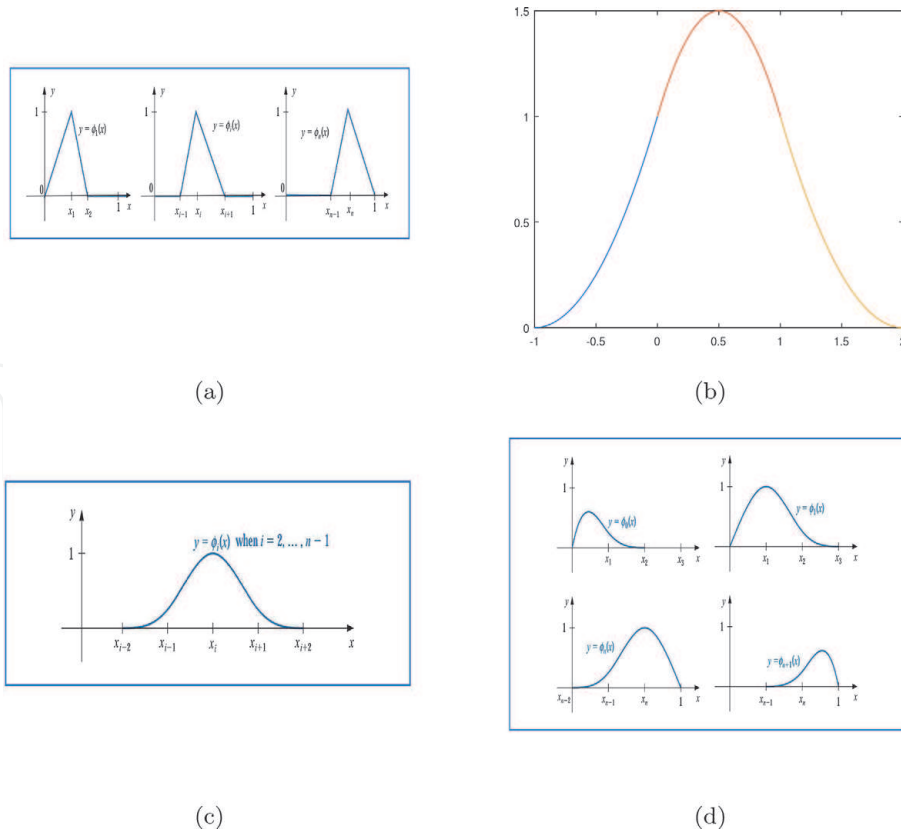 y
1
y = ϕ₁(x)
0
x₁ x₂ 1 x
y
1
y = ϕᵢ(x)
0
xᵢ₋₁ xᵢ xᵢ₊₁ 1 x
y
1
y = ϕₙ(x)
0
xₙ₋₁ xₙ 1 x
(a)
1.5
1
0.5
0
-1 -0.5 0 0.5 1 1.5 2
(b)
y
y = ϕᵢ(x) when i = 2, ..., n − 1
1
xᵢ₋₂ xᵢ₋₁ xᵢ xᵢ₊₁ xᵢ₊₂ x
(c)
y
1
y = ϕ₀(x)
x₁ x₂ x₃ x
y
1
y = ϕ₁(x)
x₁ x₂ x₃ x
y
1
y = ϕₙ(x)
xₙ₋₂ xₙ₋₁ xₙ 1 x
y
1
y = ϕₙ₊₁(x)
xₙ₋₁ xₙ 1 x
(d)